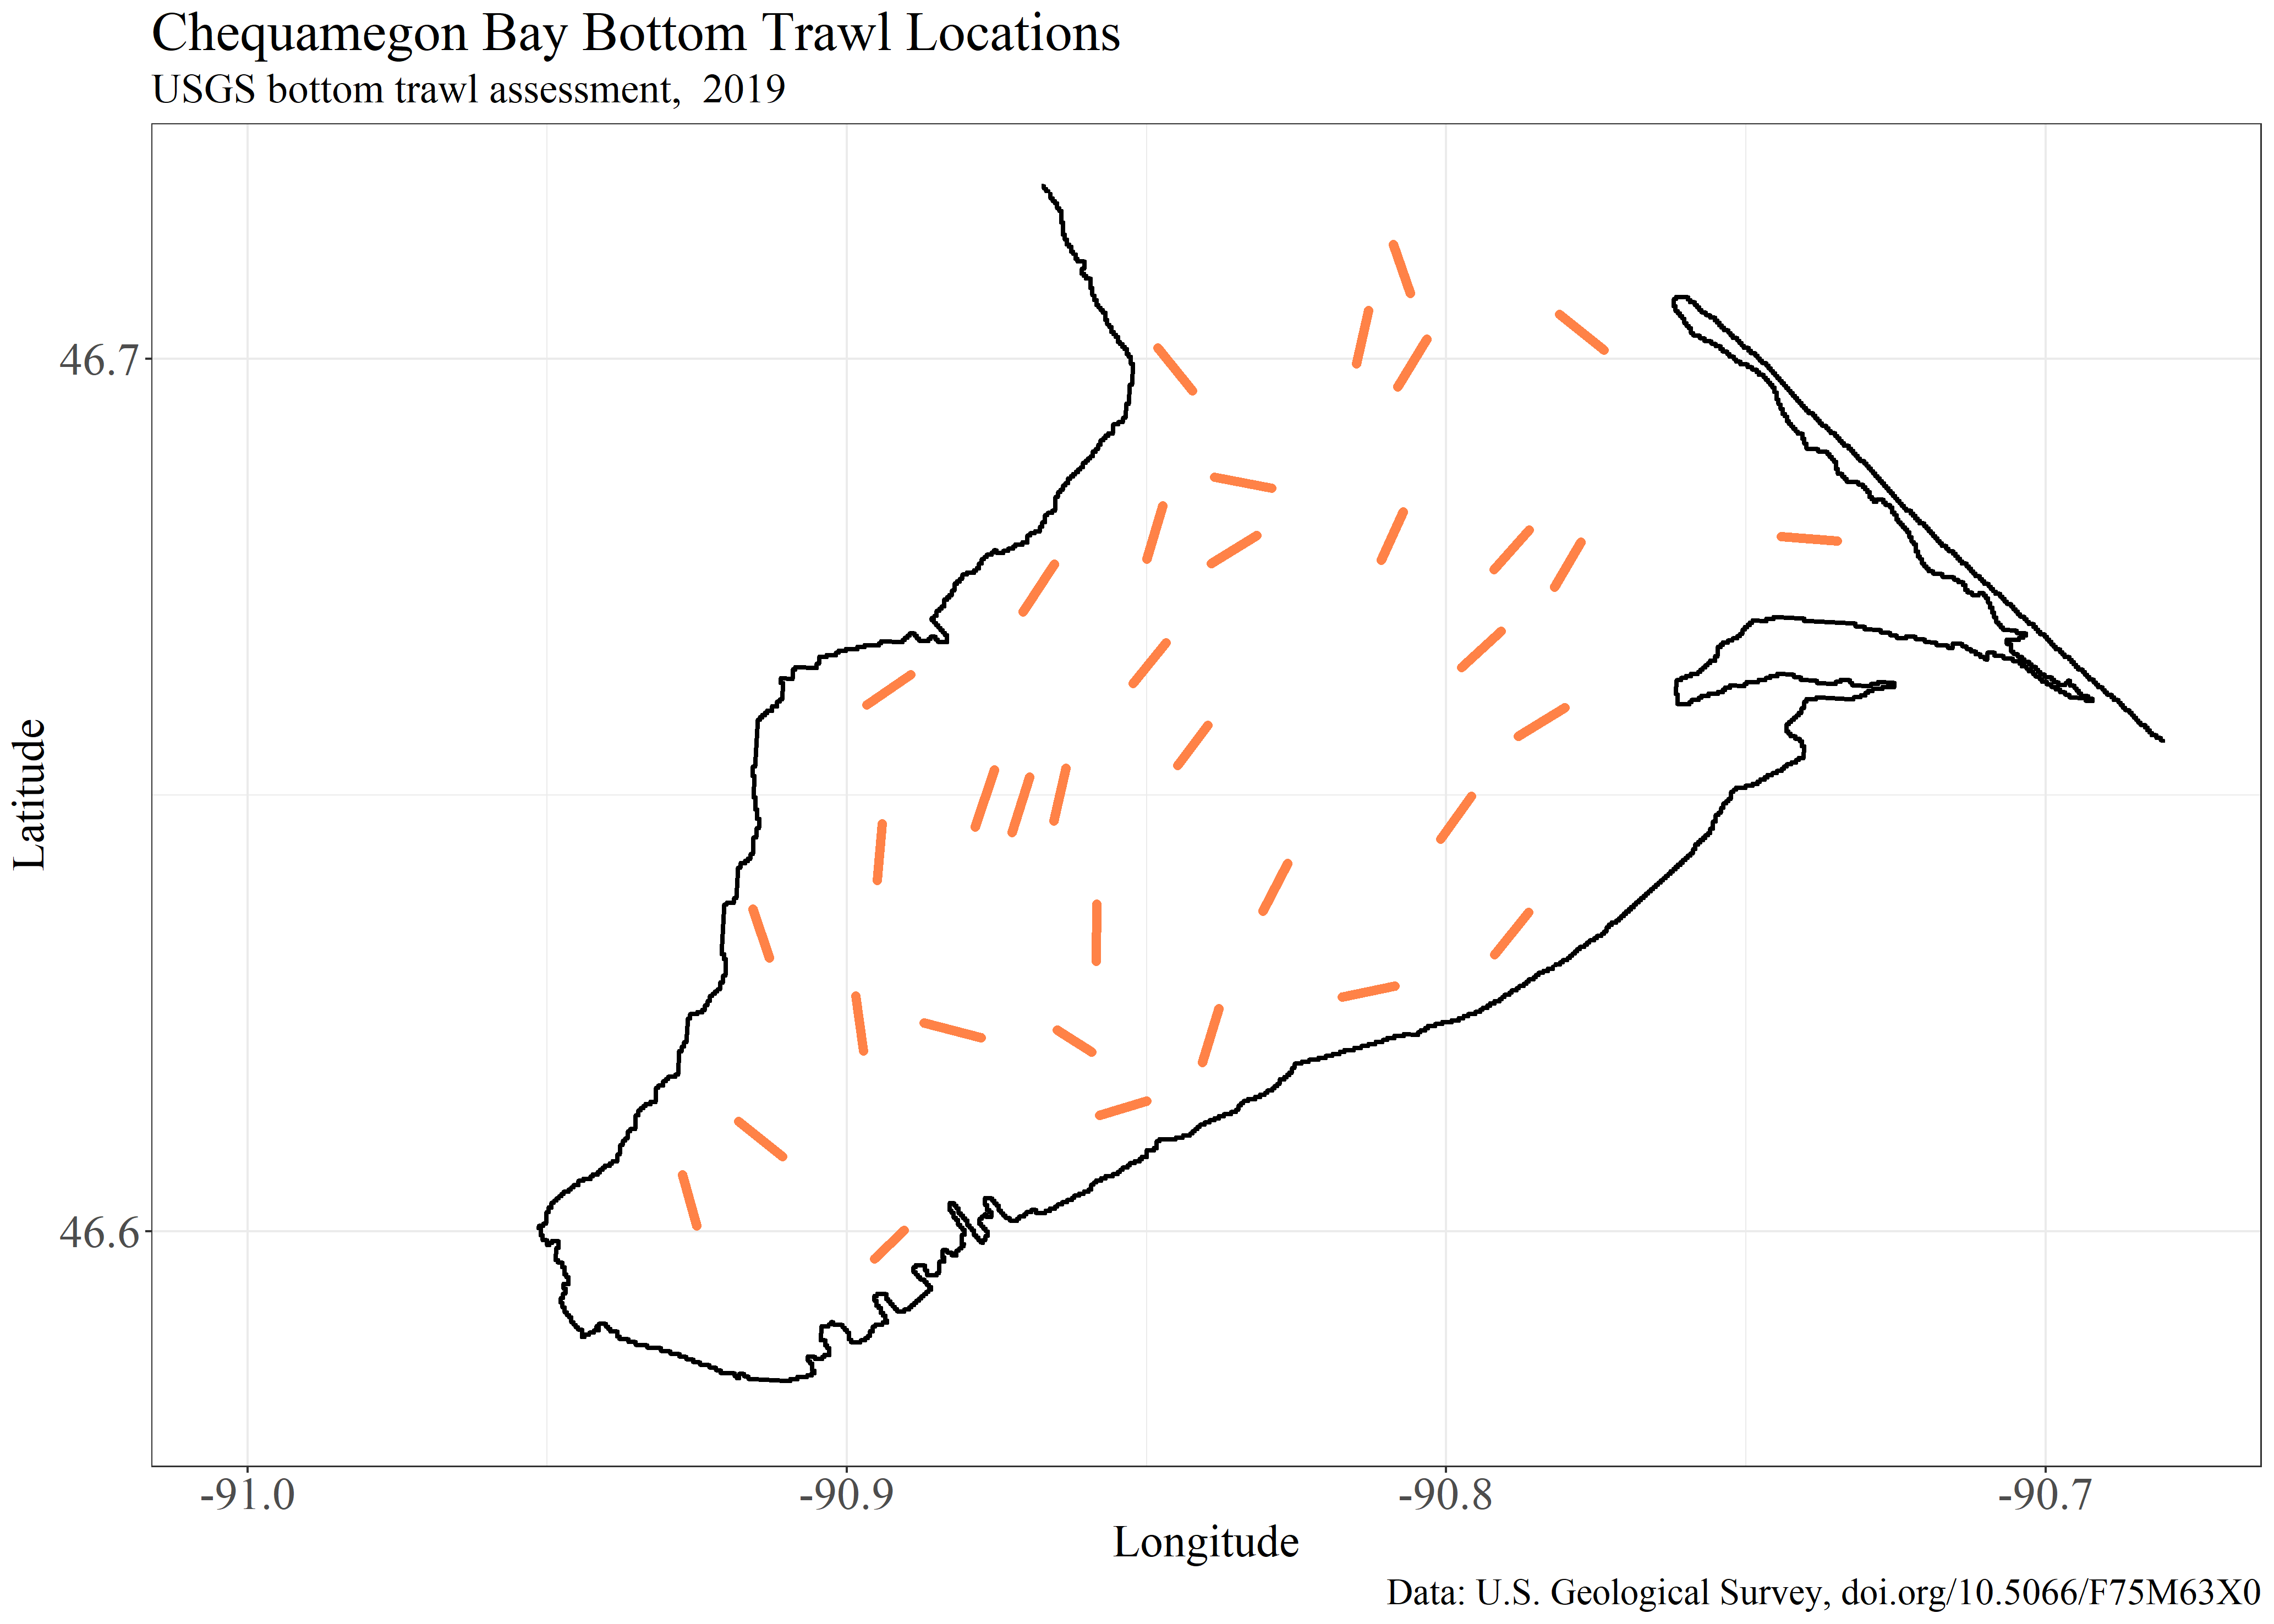 Chequamegon Bay Bottom Trawl Locations
USGS bottom trawl assessment,  2019
Latitude
46.7
46.6
-91.0
-90.9
-90.8
-90.7
Longitude
Data: U.S. Geological Survey, doi.org/10.5066/F75M63X0